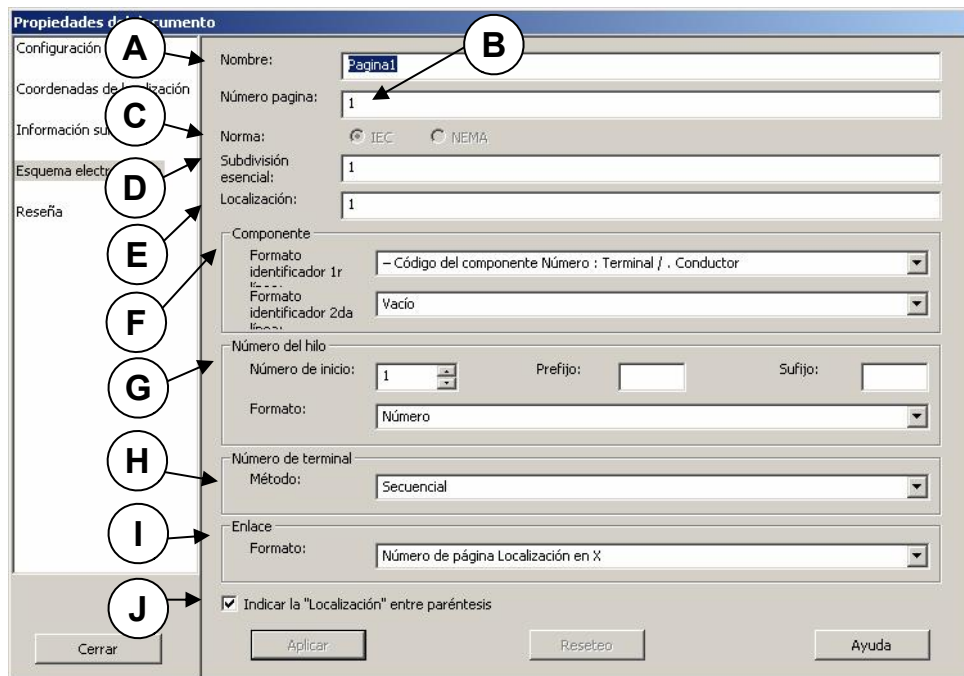 Propiedades del documento
Configuración
Coordenadas de localización
Información
Esquema
Reseña
Cerrar
A
B
C
D
E
F
G
H
I
J
Nombre: Pagina1
Número pagina: 1
Norma: IEC NEMA
Subdivisión
esencial: 1
Localización: 1
Componente
Formato
identificador 1r
línea: – Código del componente Número : Terminal / . Conductor
Formato
identificador 2da
línea: Vacío
Número del hilo
Número de inicio: 1 Prefijo: Sufijo:
Formato: Número
Número de terminal
Método: Secuencial
Enlace
Formato: Número de página Localización en X
Indicar la "Localización" entre paréntesis
Aplicar Reseteo Ayuda